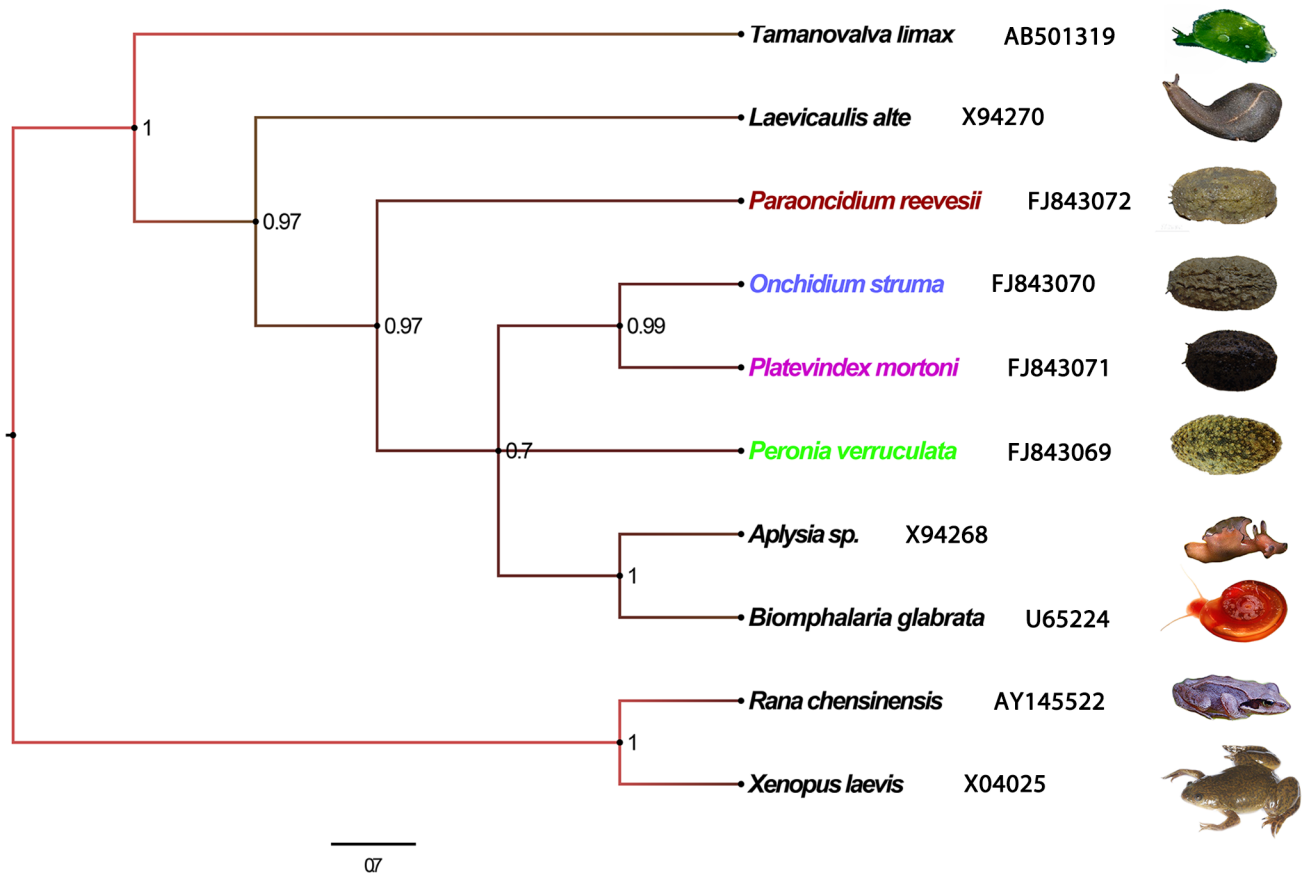 Tamanovalva limax AB501319
Laevicaulis alte X94270
1
Paraoncidium reevesii FJ843072
0.97
Onchidium struma FJ843070
0.97
0.99
Platevindex mortoni FJ843071
0.7
Peronia verruculata FJ843069
Aplysia sp. X94268
1
Biomphalaria glabrata U65224
Rana chensinensis AY145522
1
Xenopus laevis X04025
0.7